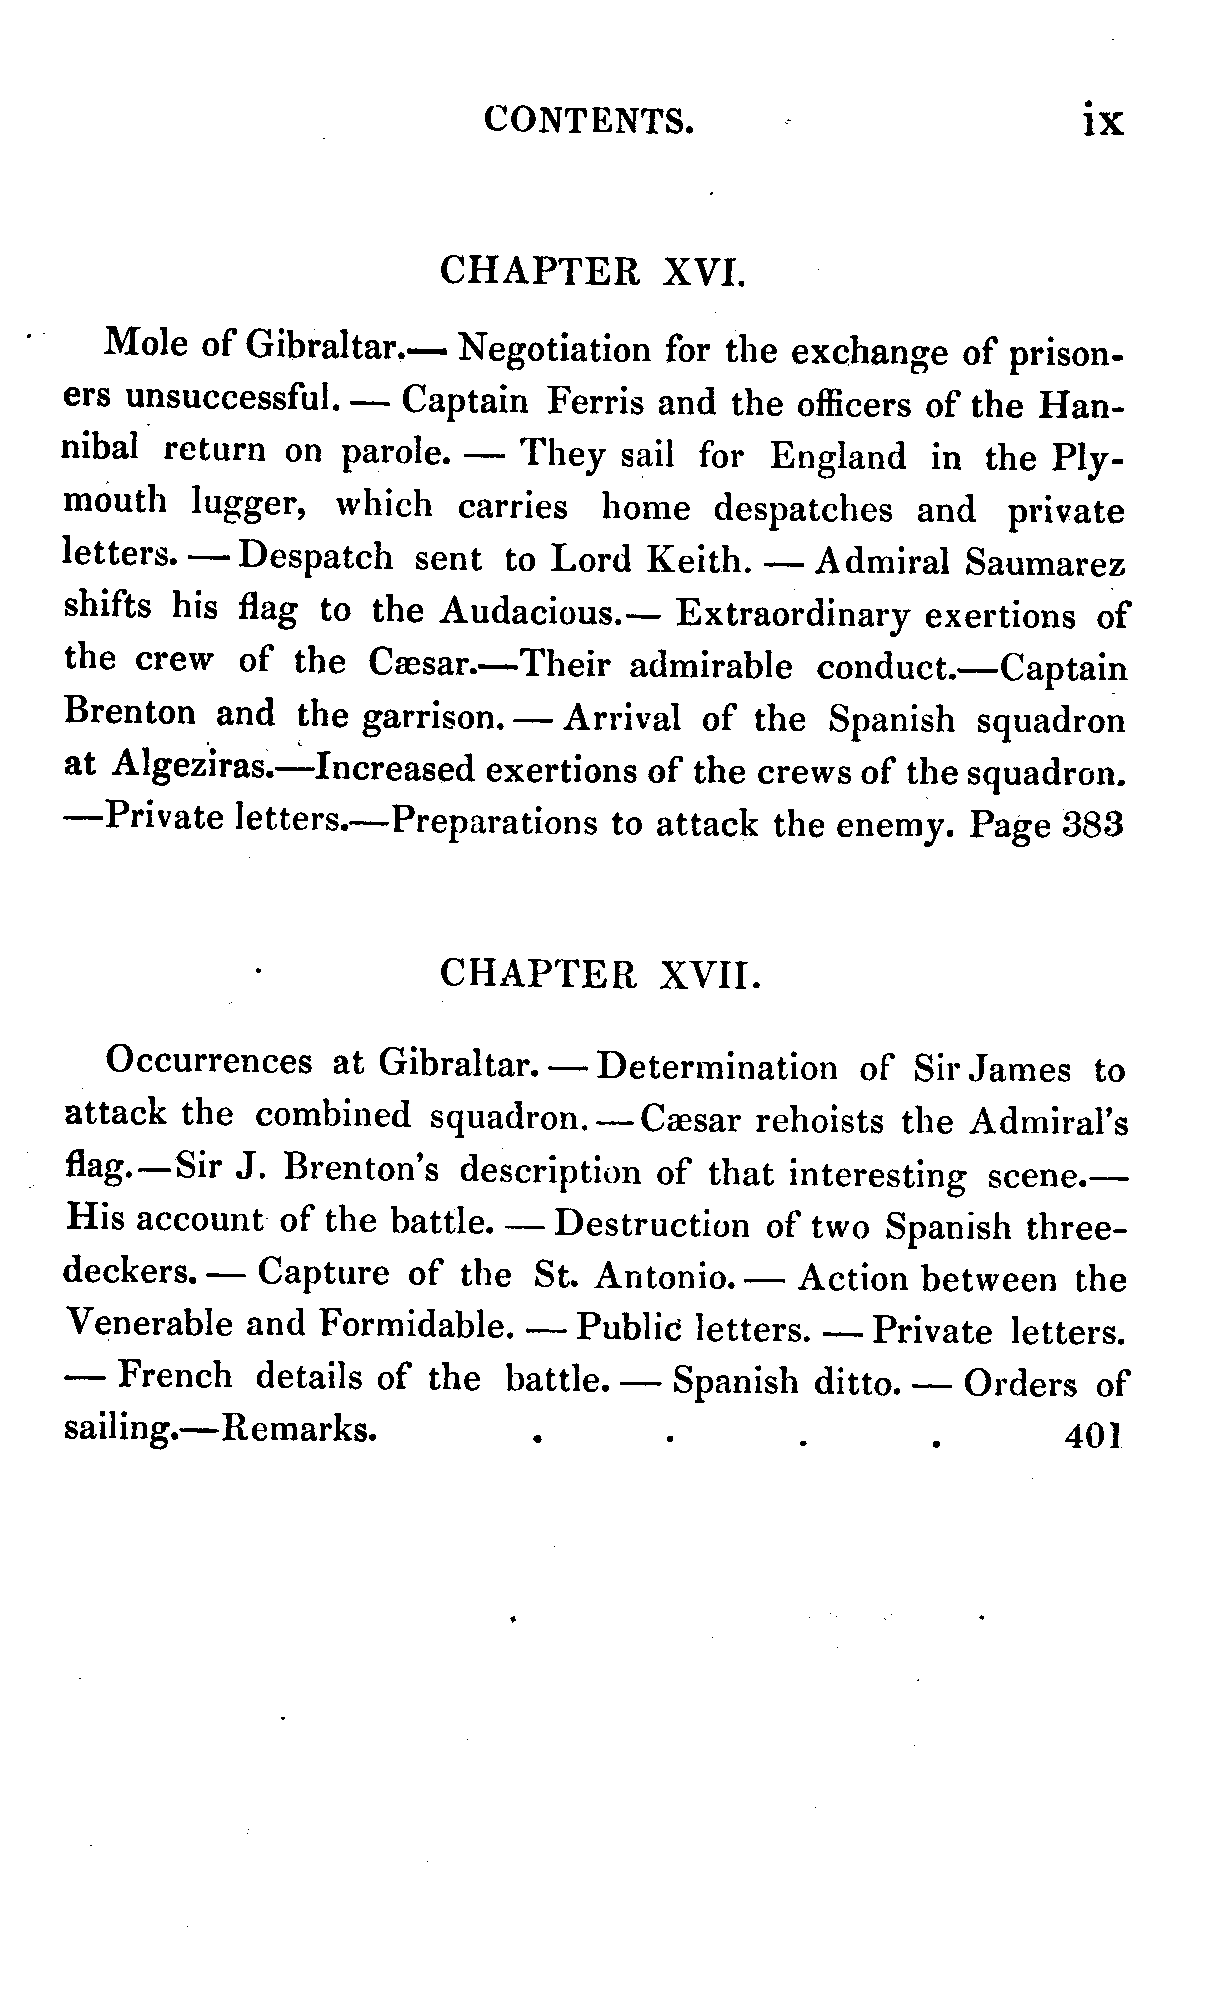 CONTENTS. ix
CHAPTER XVI.
Mole of Gibraltar.— Negotiation for the exchange of prison-
ers unsuccessful. — Captain Ferris and the officers of the Han-
nibal return on parole. — They sail for England in the Ply-
mouth lugger, which carries home despatches and private
letters. — Despatch sent to Lord Keith. — Admiral Saumarez
shifts his flag to the Audacious.— Extraordinary exertions of
the crew of the Cæsar.—Their admirable conduct.—Captain
Brenton and the garrison. — Arrival of the Spanish squadron
at Algeziras.—Increased exertions of the crews of the squadron.
—Private letters.—Preparations to attack the enemy. Page 383
CHAPTER XVII.
Occurrences at Gibraltar. — Determination of Sir James to
attack the combined squadron. — Cæsar rehoists the Admiral's
flag.—Sir J. Brenton's description of that interesting scene.—
His account of the battle. — Destruction of two Spanish three-
deckers. — Capture of the St. Antonio. — Action between the
Venerable and Formidable. — Public letters. — Private letters.
— French details of the battle. — Spanish ditto. — Orders of
sailing.—Remarks. . . . . 401